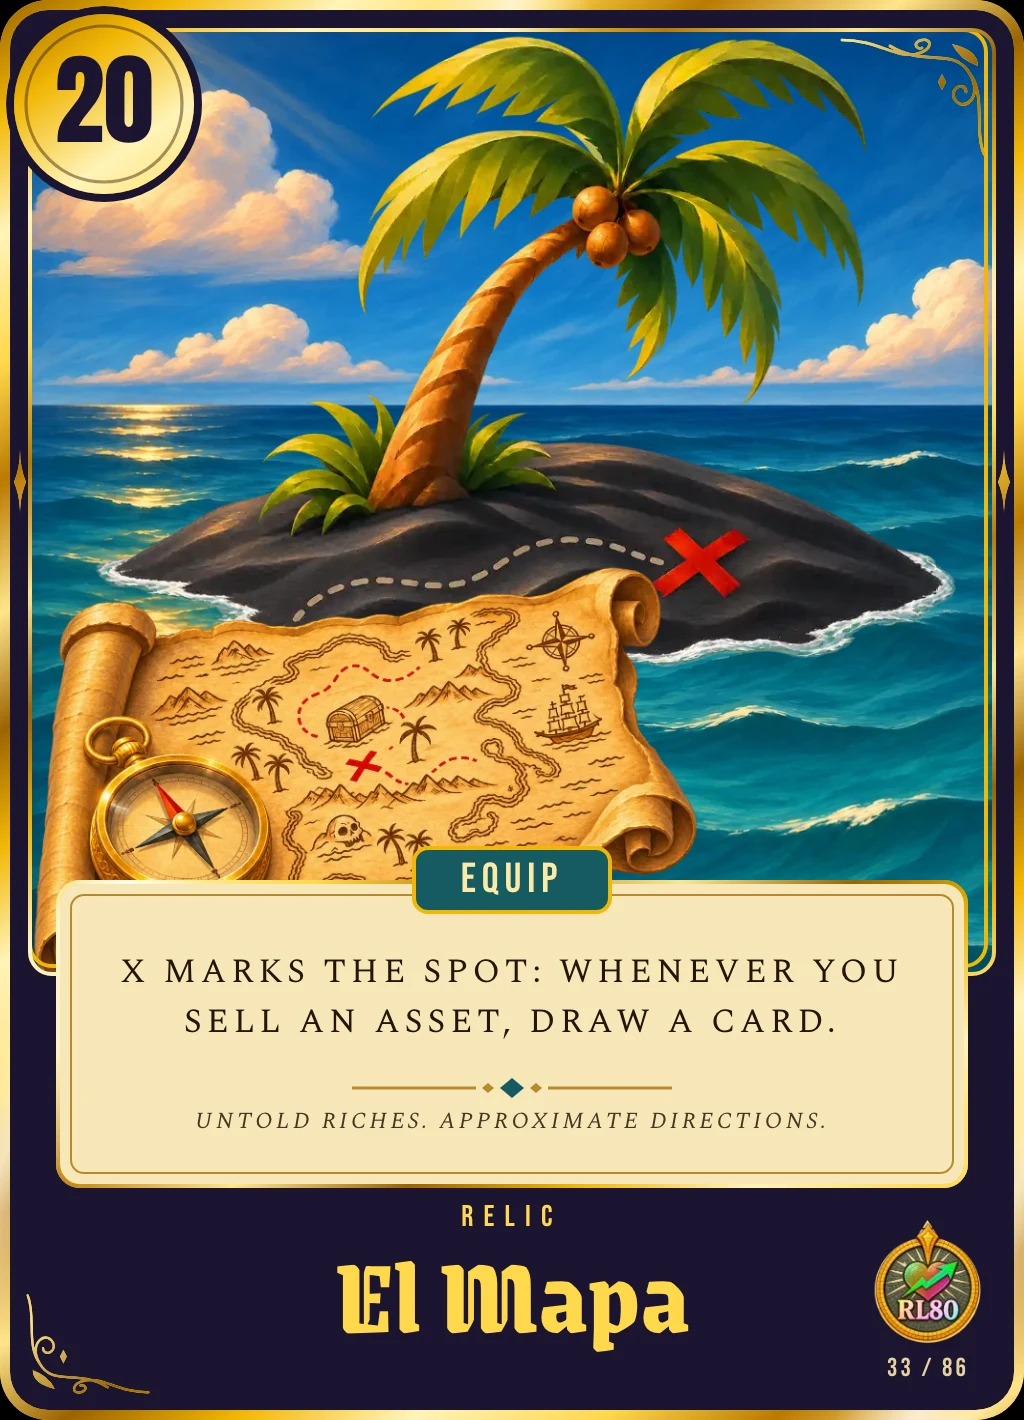 20
EQUIP
X MARKS THE SPOT: WHENEVER YOU
SELL AN ASSET, DRAW A CARD.
UNTOLD RICHES. APPROXIMATE DIRECTIONS.
RELIC
El Mapa
RL80
33 / 86